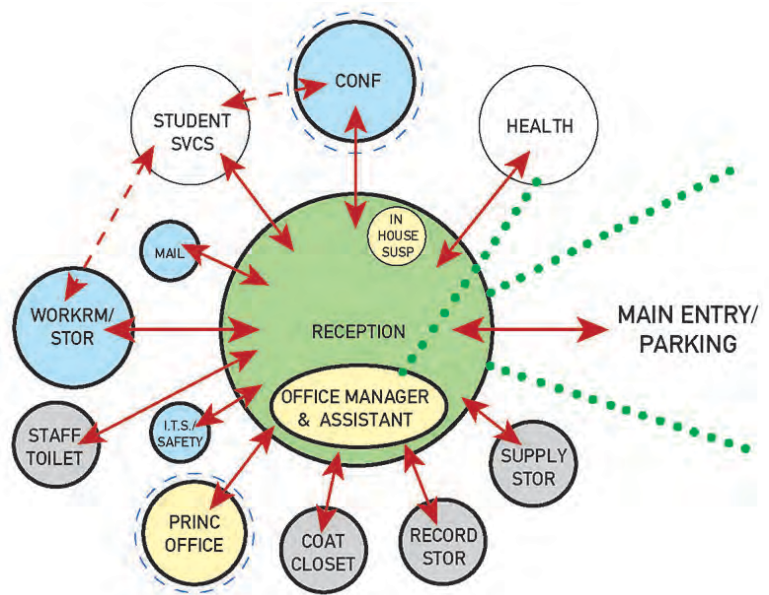 CONF
STUDENT
SVCS
HEALTH
IN
HOUSE
SUSP
MAIL
WORKRM/
STOR
RECEPTION
MAIN ENTRY/
PARKING
OFFICE MANAGER
& ASSISTANT
STAFF
TOILET
I.T.S./
SAFETY
SUPPLY
STOR
PRINC
OFFICE
COAT
CLOSET
RECORD
STOR